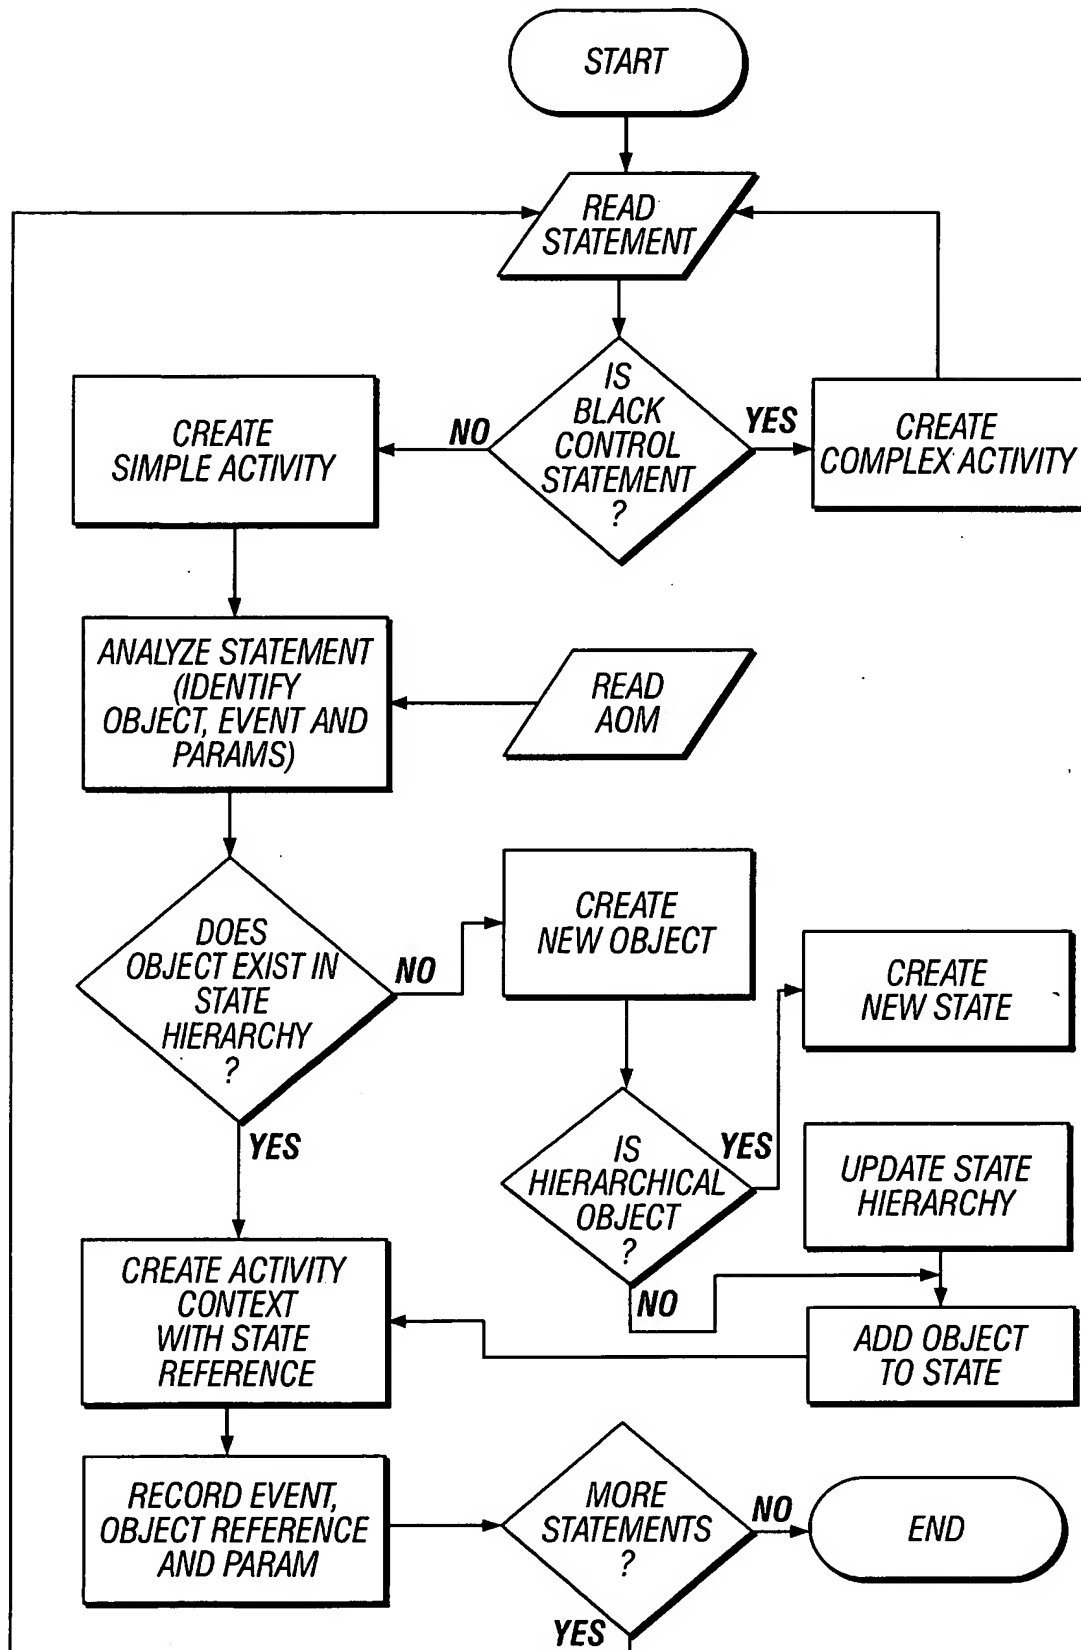 START
READ
STATEMENT
IS
BLACK
CONTROL
STATEMENT
?
NO
YES
CREATE
SIMPLE ACTIVITY
CREATE
COMPLEX ACTIVITY
ANALYZE STATEMENT
(IDENTIFY
OBJECT, EVENT AND
PARAMS)
READ
AOM
DOES
OBJECT EXIST IN
STATE
HIERARCHY
?
NO
YES
CREATE
NEW OBJECT
CREATE
NEW STATE
IS
HIERARCHICAL
OBJECT
?
YES
NO
UPDATE STATE
HIERARCHY
ADD OBJECT
TO STATE
CREATE ACTIVITY
CONTEXT
WITH STATE
REFERENCE
RECORD EVENT,
OBJECT REFERENCE
AND PARAM
MORE
STATEMENTS
?
NO
YES
END